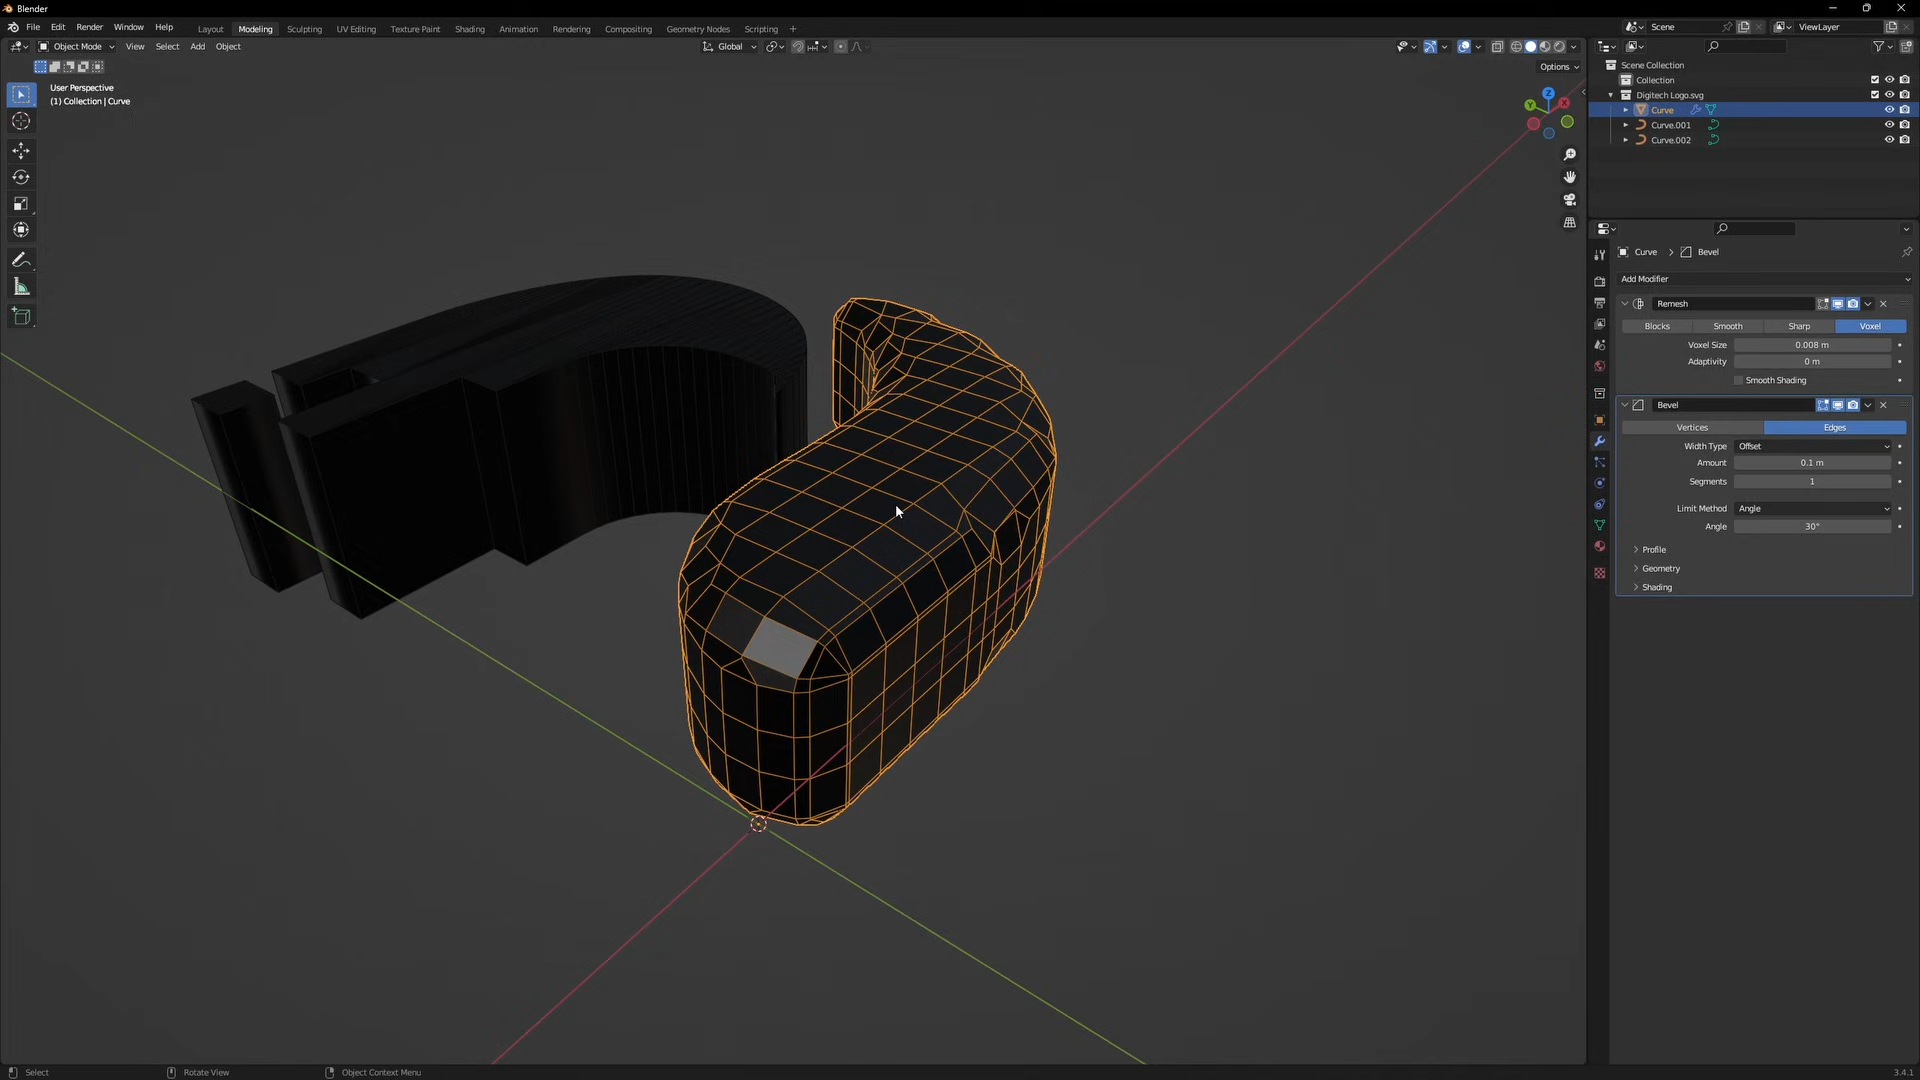 Blender
File Edit Render Window Help
Layout Modeling Sculpting UV Editing Texture Paint Shading Animation Rendering Compositing Geometry Nodes Scripting +
Scene
ViewLayer
Object Mode View Select Add Object
Global
Options
User Perspective
(1) Collection | Curve
Z
Y
X
Scene Collection
Collection
Digitech Logo.svg
Curve
Curve.001
Curve.002
Curve > Bevel
Add Modifier
Remesh
Blocks Smooth Sharp Voxel
Voxel Size 0.008 m
Adaptivity 0 m
Smooth Shading
Bevel
Vertices Edges
Width Type Offset
Amount 0.1 m
Segments 1
Limit Method Angle
Angle 30°
Profile
Geometry
Shading
Select Rotate View Object Context Menu
3.4.1